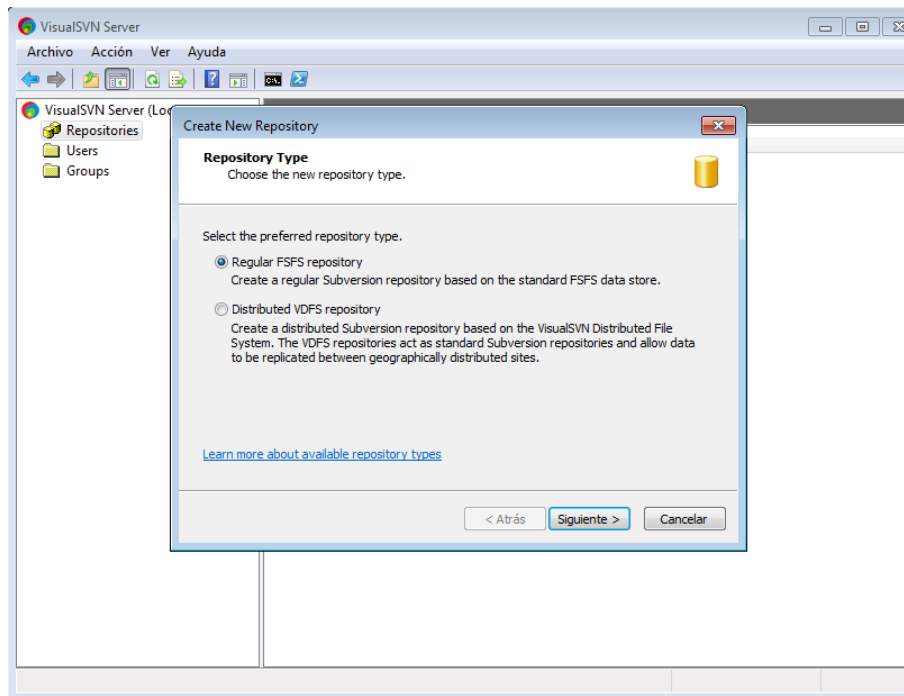 VisualSVN Server
Archivo Acción Ver Ayuda
VisualSVN Server (Loc
Repositories
Users
Groups
Create New Repository
Repository Type
Choose the new repository type.
Select the preferred repository type.
Regular FSFS repository
Create a regular Subversion repository based on the standard FSFS data store.
Distributed VDFS repository
Create a distributed Subversion repository based on the VisualSVN Distributed File
System. The VDFS repositories act as standard Subversion repositories and allow data
to be replicated between geographically distributed sites.
Learn more about available repository types
< Atrás Siguiente > Cancelar